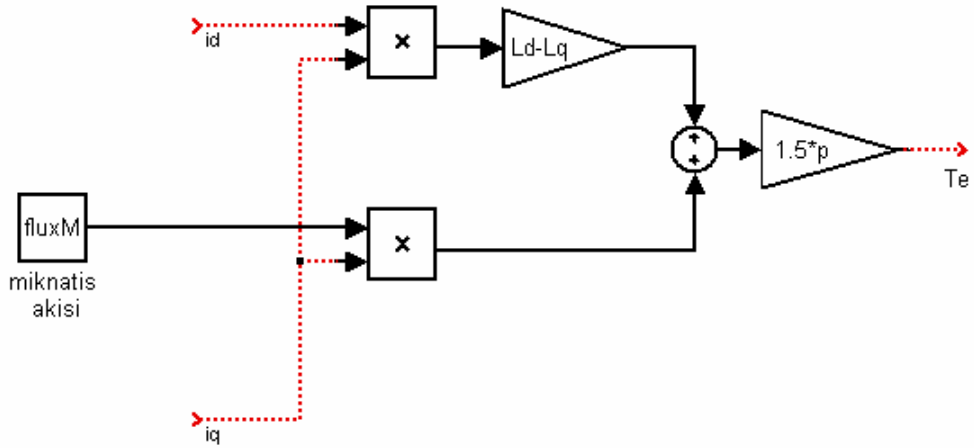 id
×
Ld-Lq
+
+
1.5*p
Te
fluxM
×
miknatis
akisi
iq